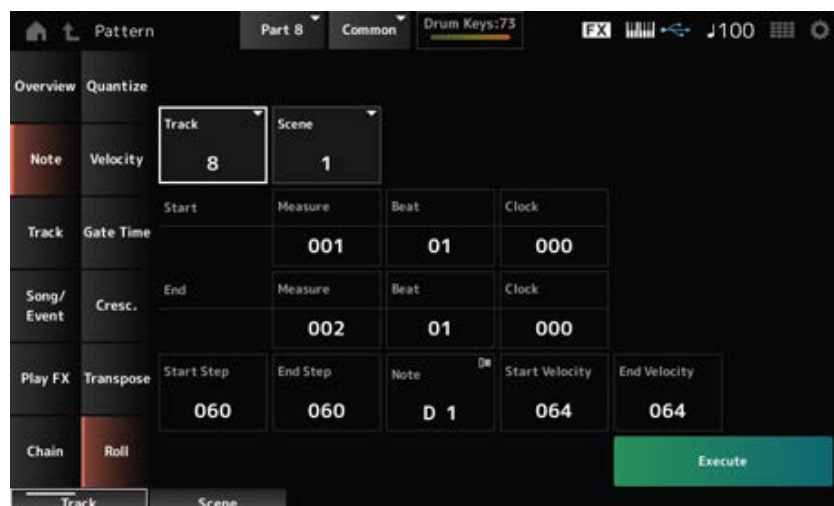 Pattern Part 8 Common Drum Keys:73 FX ♩100
Overview Quantize
Track Scene
Note Velocity 8 1
Start Measure Beat Clock
Track Gate Time 001 01 000
End Measure Beat Clock
Song/
Event Cresc. 002 01 000
Play FX Transpose Start Step End Step Note Start Velocity End Velocity
060 060 D 1 064 064
Chain Roll Execute
Track Scene